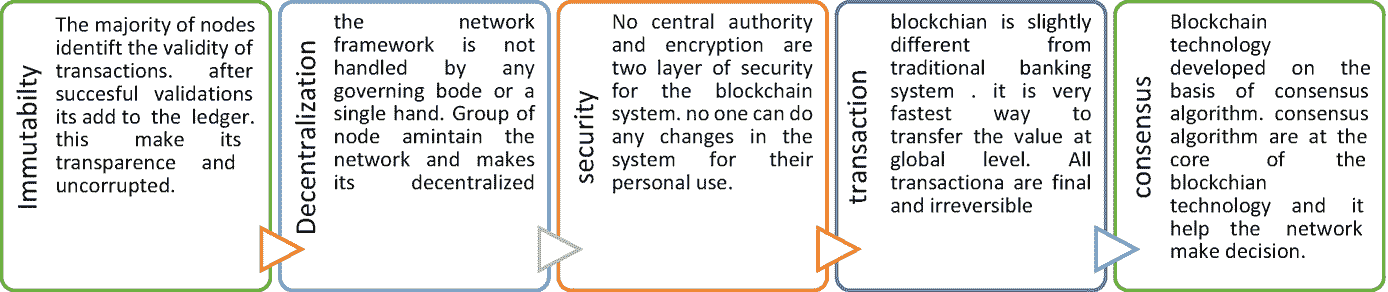 Immutabilty
The majority of nodes
identift the validity of
transactions. after
succesful validations
its add to the ledger.
this make its
transparence and
uncorrupted.
Decentralization
the network
framework is not
handled by any
governing bode or a
single hand. Group of
node amintain the
network and makes
its decentralized
security
No central authority
and encryption are
two layer of security
for the blockchain
system. no one can do
any changes in the
system for their
personal use.
transaction
blockchian is slightly
different from
traditional banking
system . it is very
fastest way to
transfer the value at
global level. All
transactiona are final
and irreversible
consensus
Blockchain
technology
developed on the
basis of consensus
algorithm. consensus
algorithm are at the
core of the
blockchian
technology and it
help the network
make decision.